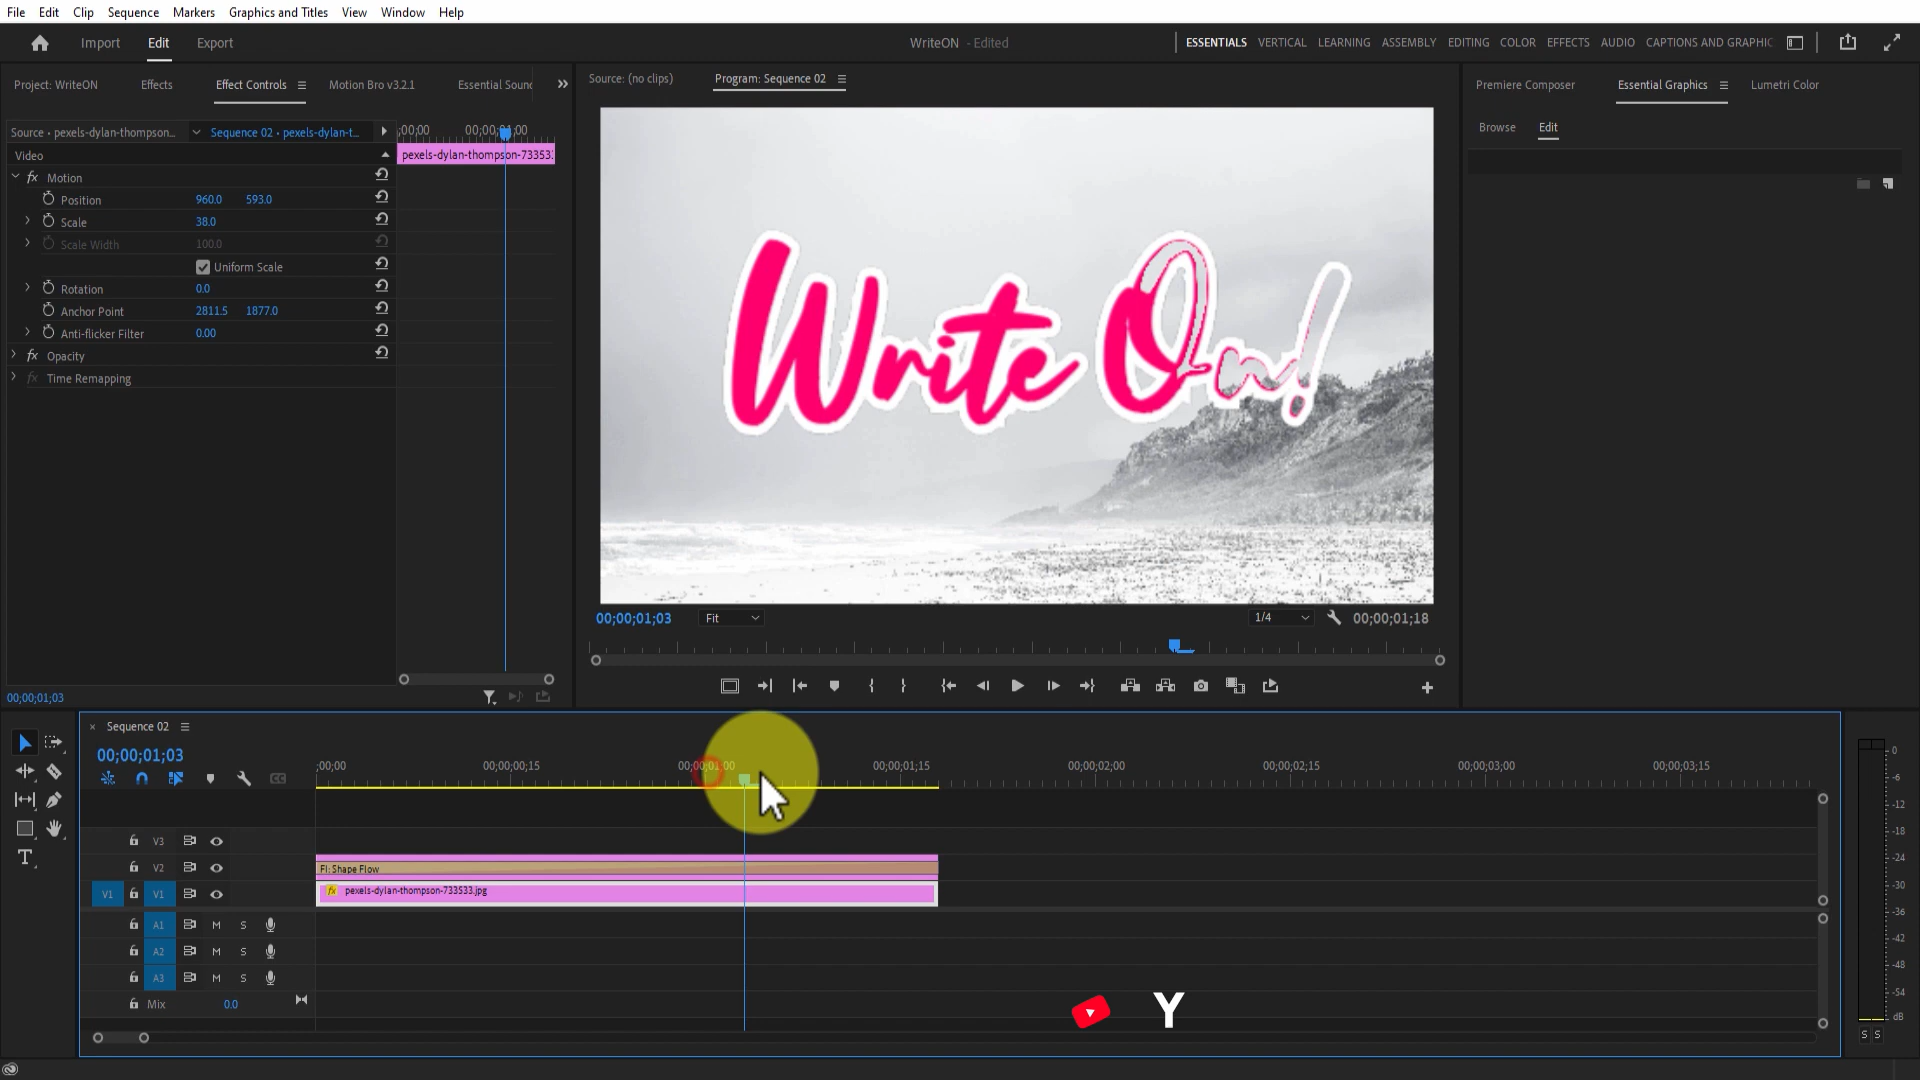 File Edit Clip Sequence Markers Graphics and Titles View Window Help
Import Edit Export
WriteON - Edited
ESSENTIALS VERTICAL LEARNING ASSEMBLY EDITING COLOR EFFECTS AUDIO CAPTIONS AND GRAPHIC
Project: WriteON Effects Effect Controls Motion Bro v3.2.1 Essential Sound
Source: (no clips) Program: Sequence 02
Premiere Composer Essential Graphics Lumetri Color
Browse Edit
Source • pexels-dylan-thompson... Sequence 02 • pexels-dylan-t...
;00;00 00;00;01;00
Video
pexels-dylan-thompson-73353
fx Motion
Position 960.0 593.0
Scale 38.0
Scale Width 100.0
Uniform Scale
Rotation 0.0
Anchor Point 2811.5 1877.0
Anti-flicker Filter 0.00
fx Opacity
fx Time Remapping
00;00;01;03
Write On!
00;00;01;03 Fit 1/4 00;00;01;18
Sequence 02
00;00;01;03
;00;00 00;00;00;15 00;00;01;00 00;00;01;15 00;00;02;00 00;00;02;15 00;00;03;00 00;00;03;15
V3
V2
FI: Shape Flow
V1 V1
fx pexels-dylan-thompson-733533.jpg
A1 M S
A2 M S
A3 M S
Mix 0.0
Y
0
-6
-12
-18
-24
-30
-36
-42
-48
-54
dB
S S